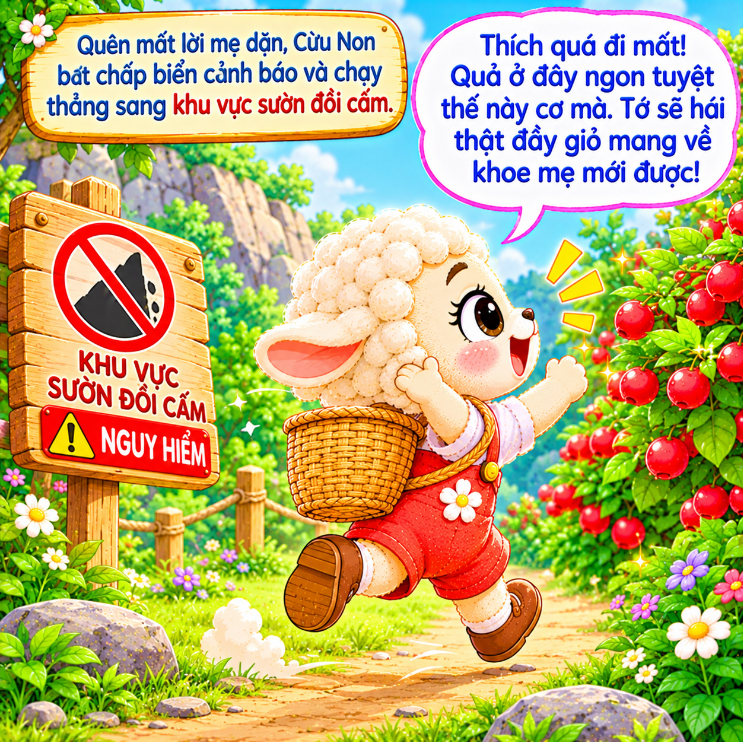 Quên mất lời mẹ dặn, Cừu Non
bất chấp biển cảnh báo và chạy
thẳng sang khu vực sườn đồi cấm.
Thích quá đi mất!
Quả ở đây ngon tuyệt
thế này cơ mà. Tớ sẽ hái
thật đầy giỏ mang về
khoe mẹ mới được!
KHU VỰC
SƯỜN ĐỒI CẤM
NGUY HIỂM